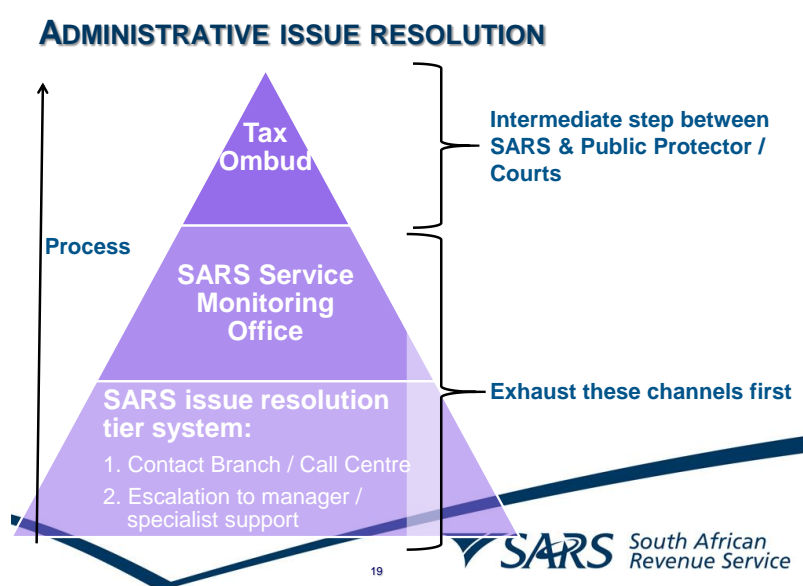 ADMINISTRATIVE ISSUE RESOLUTION
Tax
Ombud
Intermediate step between
SARS & Public Protector /
Courts
Process
SARS Service
Monitoring
Office
Exhaust these channels first
SARS issue resolution
tier system:
1. Contact Branch / Call Centre
2. Escalation to manager /
specialist support
19
SARS
South African
Revenue Service